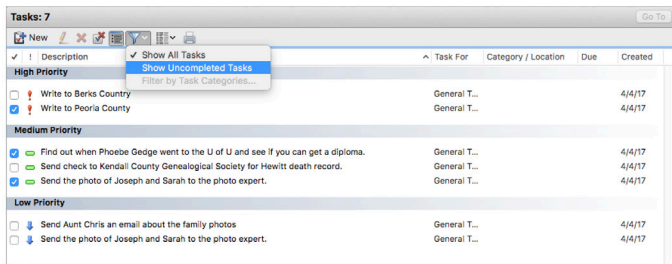 Tasks: 7
Go To
New
✓ Show All Tasks
Show Uncompleted Tasks
Filter by Task Categories...
✓ ! Description Task For Category / Location Due Created
High Priority
Write to Berks Country General T... 4/4/17
Write to Peoria County General T... 4/4/17
Medium Priority
Find out when Phoebe Gedge went to the U of U and see if you can get a diploma. General T... 4/4/17
Send check to Kendall County Genealogical Society for Hewitt death record. General T... 4/4/17
Send the photo of Joseph and Sarah to the photo expert. General T... 4/4/17
Low Priority
Send Aunt Chris an email about the family photos General T... 4/4/17
Send the photo of Joseph and Sarah to the photo expert. General T... 4/4/17